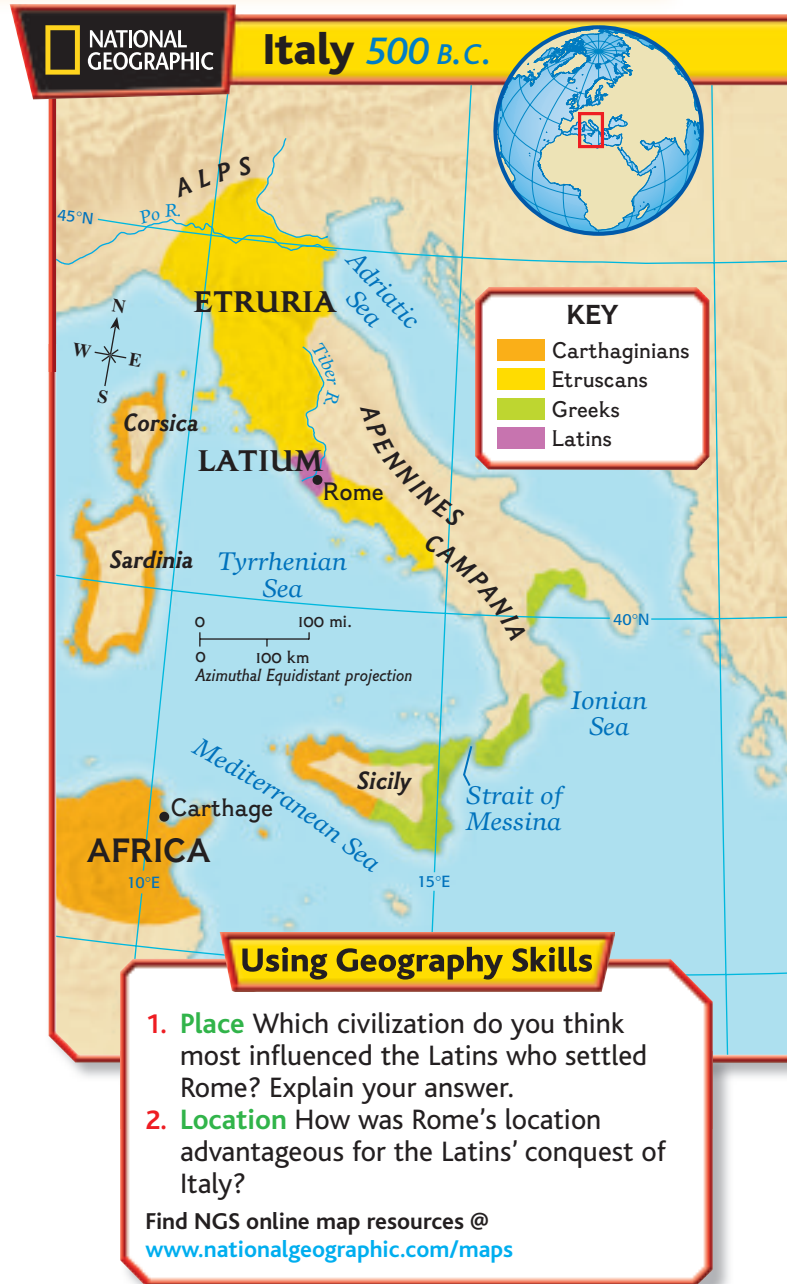 NATIONAL
GEOGRAPHIC
Italy 500 B.C.
ALPS
Po R.
45°N
ETRURIA
Adriatic
Sea
KEY
Carthaginians
Etruscans
Greeks
Latins
N
W
E
S
Tiber R.
Corsica
APENNINES
LATIUM
Rome
Sardinia
Tyrrhenian
Sea
CAMPANIA
40°N
0 100 mi.
0 100 km
Azimuthal Equidistant projection
Ionian
Sea
Mediterranean Sea
Sicily
Strait of
Messina
Carthage
AFRICA
10°E
15°E
Using Geography Skills
1. Place Which civilization do you think
most influenced the Latins who settled
Rome? Explain your answer.
2. Location How was Rome's location
advantageous for the Latins' conquest of
Italy?
Find NGS online map resources @
www.nationalgeographic.com/maps